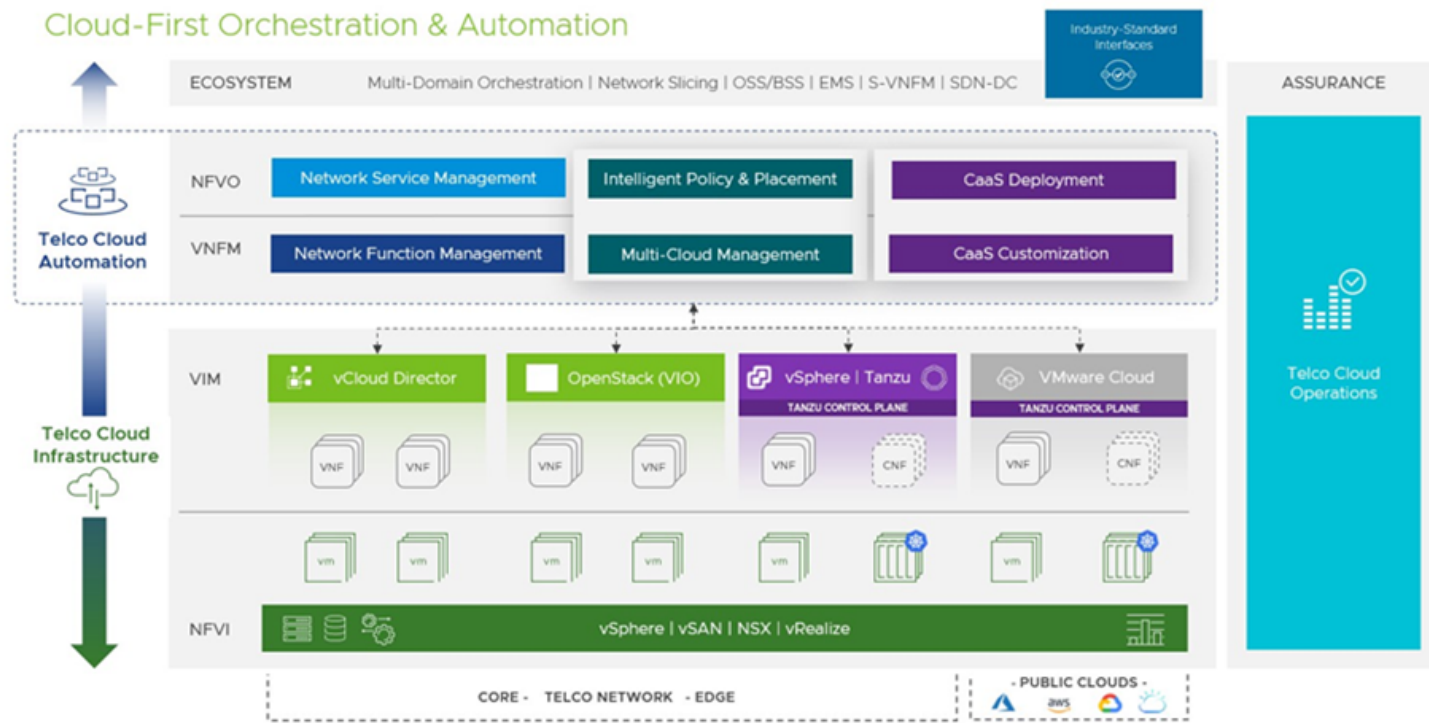 Cloud-First Orchestration & Automation
Industry-Standard
Interfaces
ECOSYSTEM
Multi-Domain Orchestration | Network Slicing | OSS/BSS | EMS | S-VNFM | SDN-DC
ASSURANCE
Telco Cloud
Automation
NFVO
Network Service Management
Intelligent Policy & Placement
CaaS Deployment
VNFM
Network Function Management
Multi-Cloud Management
CaaS Customization
Telco Cloud
Operations
Telco Cloud
Infrastructure
VIM
vCloud Director
OpenStack (VIO)
vSphere | Tanzu
VMware Cloud
TANZU CONTROL PLANE
TANZU CONTROL PLANE
VNF
VNF
VNF
VNF
VNF
CNF
VNF
CNF
vm
vm
vm
vm
vm
vm
NFVI
vSphere | vSAN | NSX | vRealize
CORE - TELCO NETWORK - EDGE
- PUBLIC CLOUDS -
aws